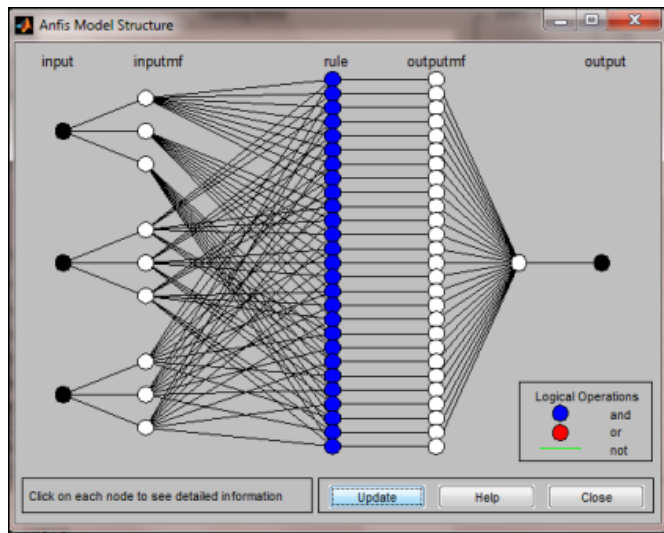 Anfis Model Structure
input inputmf rule outputmf output
Logical Operations
and
or
not
Click on each node to see detailed information
Update Help Close